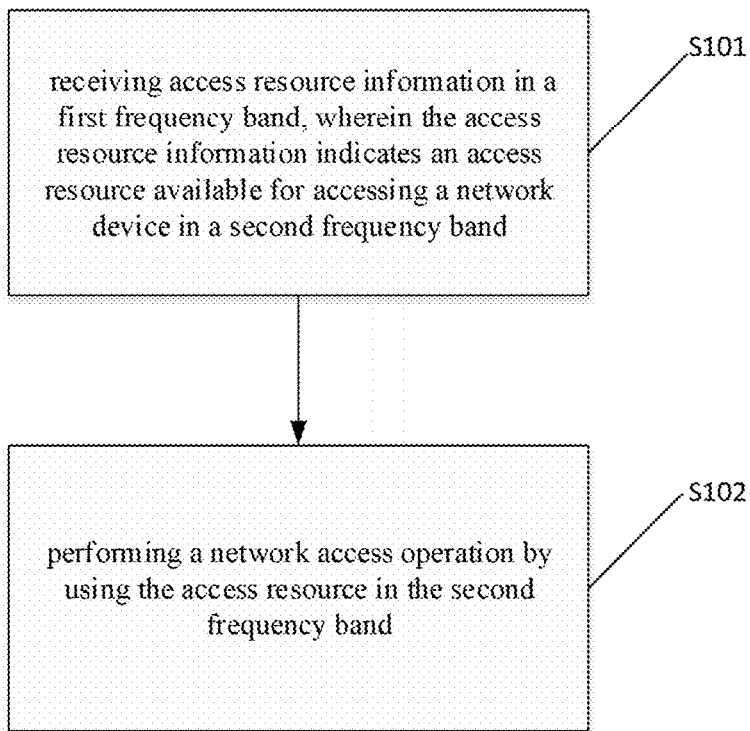 S101
receiving access resource information in a
first frequency band, wherein the access
resource information indicates an access
resource available for accessing a network
device in a second frequency band
S102
performing a network access operation by
using the access resource in the second
frequency band